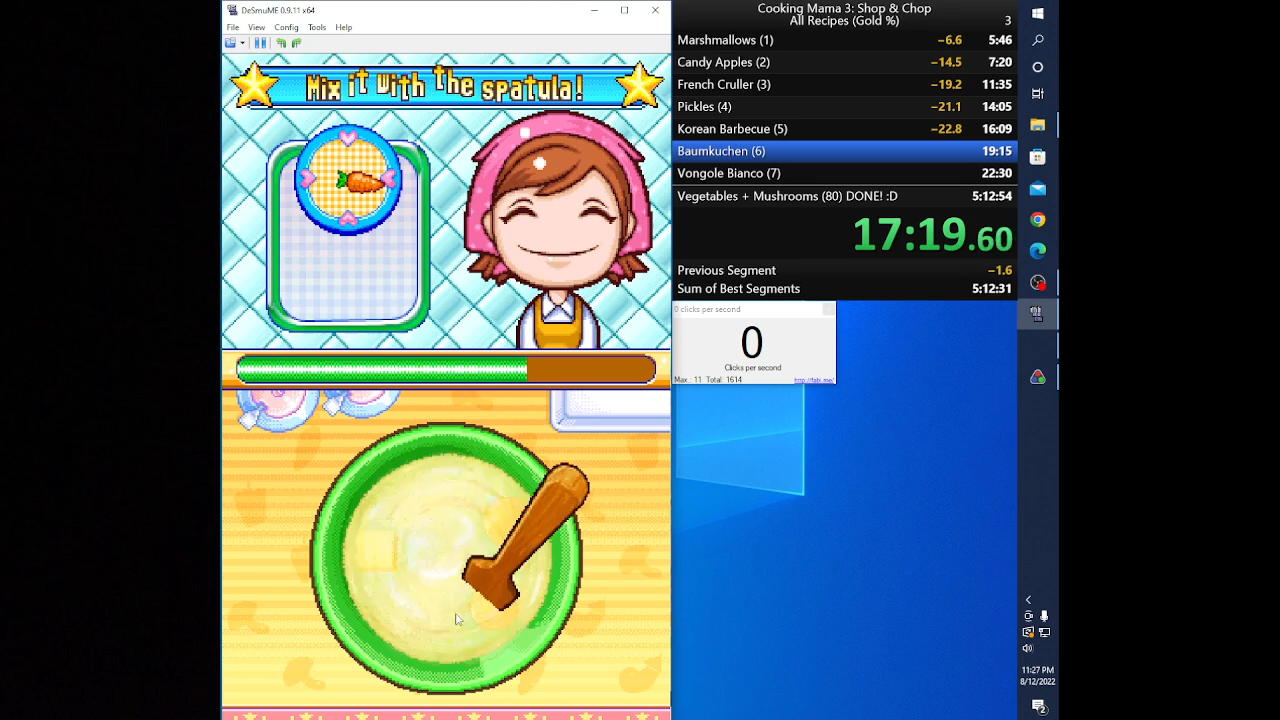 DeSmuME 0.9.11 x64
File View Config Tools Help
Mix it with the spatula!
Cooking Mama 3: Shop & Chop
All Recipes (Gold %) 3
Marshmallows (1) −6.6 5:46
Candy Apples (2) −14.5 7:20
French Cruller (3) −19.2 11:35
Pickles (4) −21.1 14:05
Korean Barbecue (5) −22.8 16:09
Baumkuchen (6) 19:15
Vongole Bianco (7) 22:30
Vegetables + Mushrooms (80) DONE! :D 5:12:54
17:19.60
Previous Segment −1.6
Sum of Best Segments 5:12:31
0 clicks per second
0
Clicks per second
Max.: 11 Total: 1614 http://fabi.me/
11:27 PM
8/12/2022
2